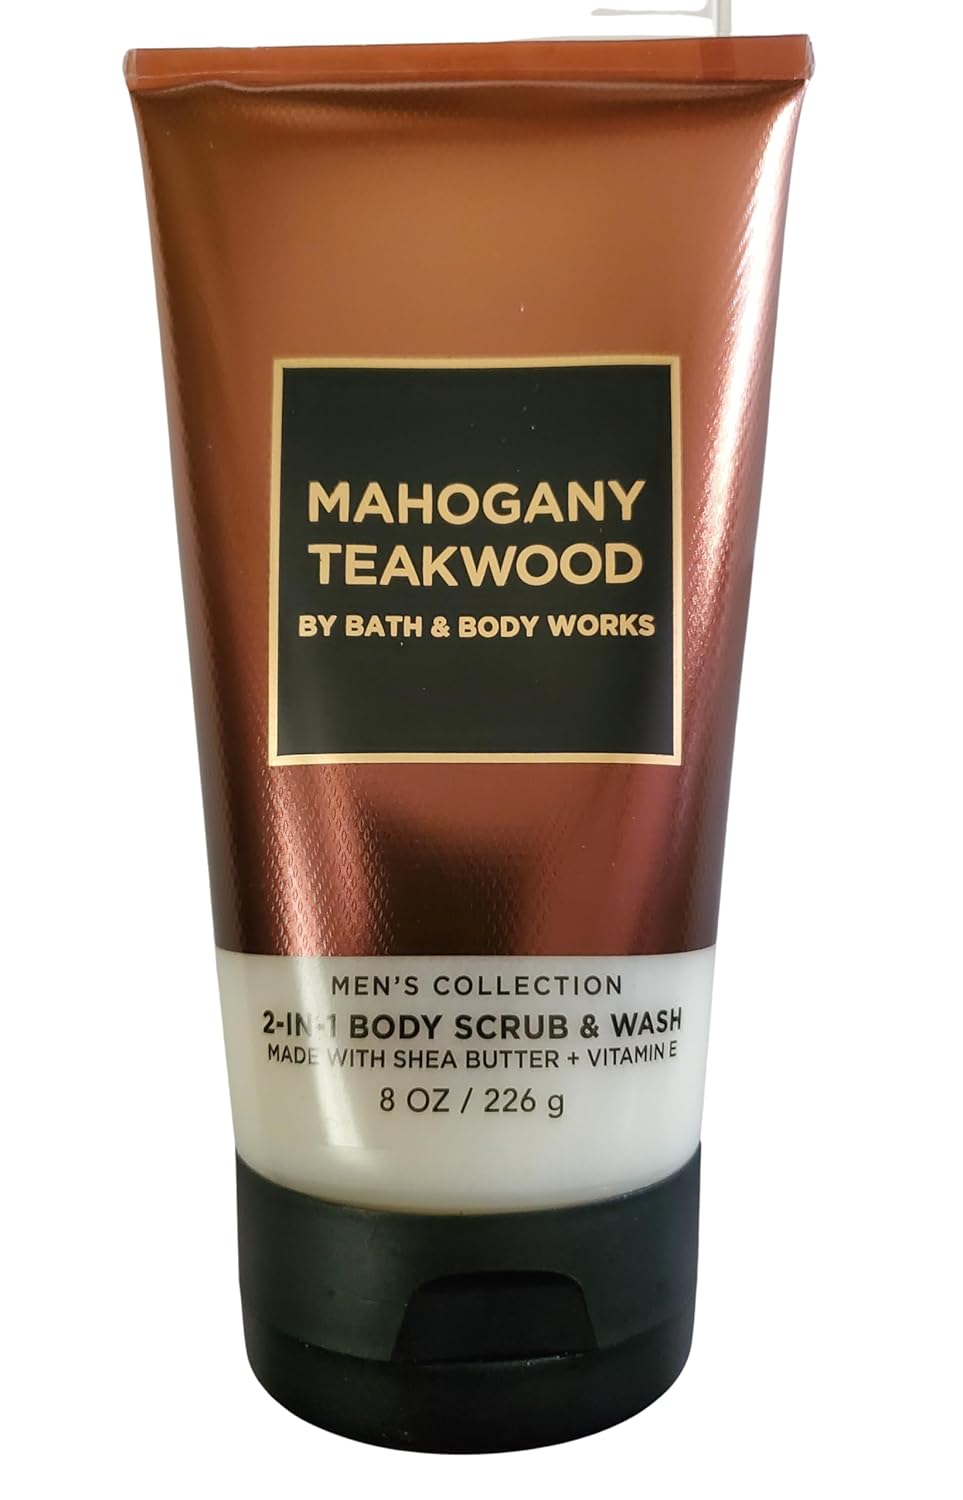 MAHOGANY
TEAKWOOD
BY BATH & BODY WORKS
MEN'S COLLECTION
2-IN-1 BODY SCRUB & WASH
MADE WITH SHEA BUTTER + VITAMIN E
8 OZ / 226 g